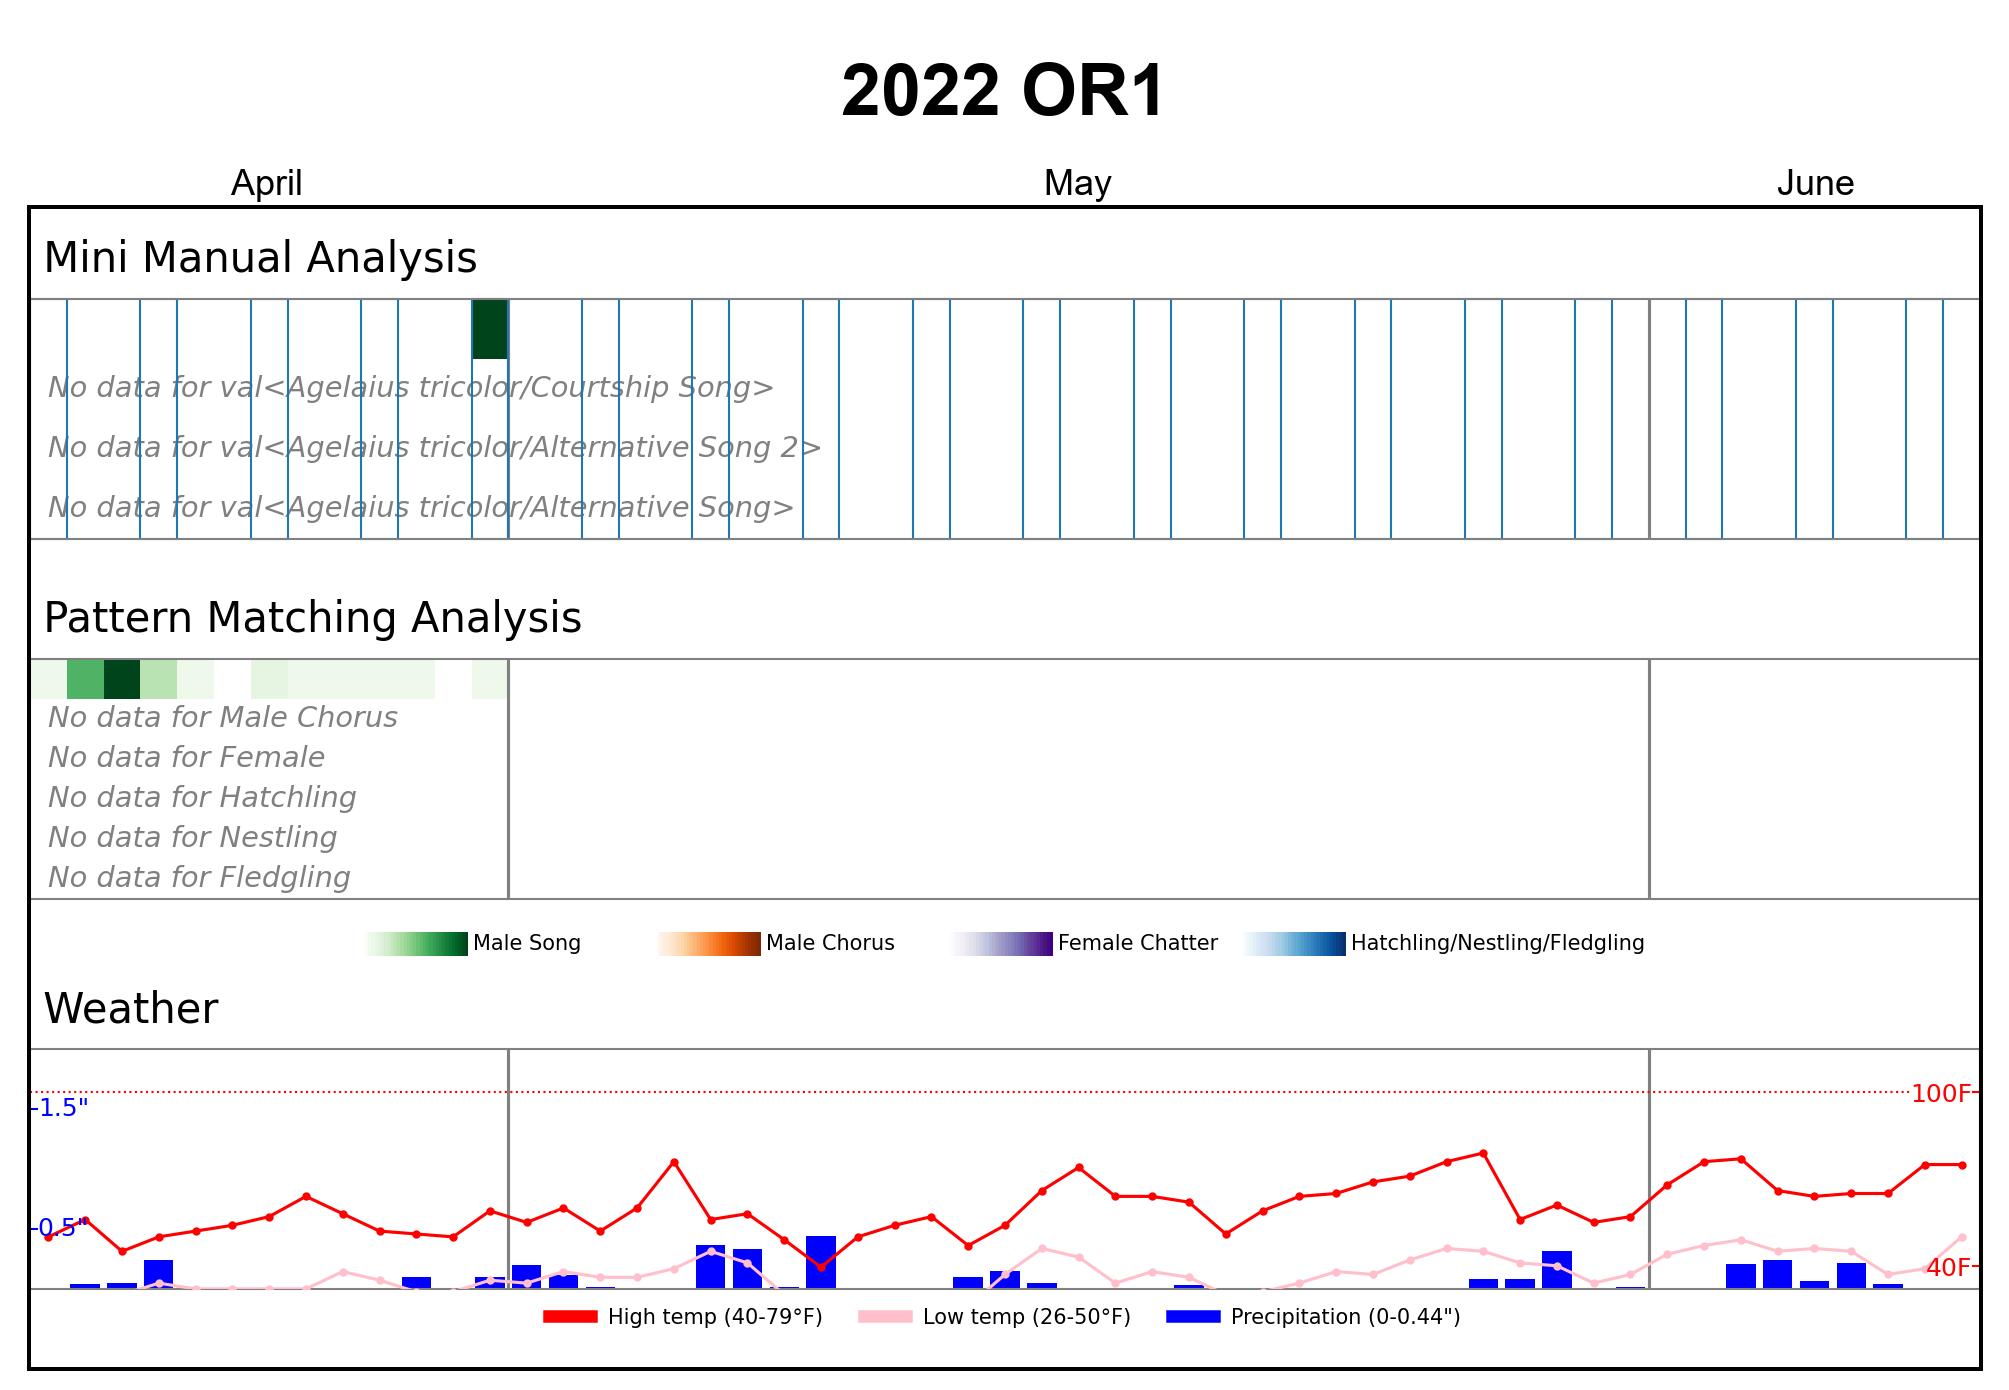 2022 OR1
April May June
Mini Manual Analysis
No data for val<Agelaius tricolor/Courtship Song>
No data for val<Agelaius tricolor/Alternative Song 2>
No data for val<Agelaius tricolor/Alternative Song>
Pattern Matching Analysis
No data for Male Chorus
No data for Female
No data for Hatchling
No data for Nestling
No data for Fledgling
Male Song Male Chorus Female Chatter Hatchling/Nestling/Fledgling
Weather
1.5" 100F
0.5"
40F
High temp (40-79°F) Low temp (26-50°F) Precipitation (0-0.44")